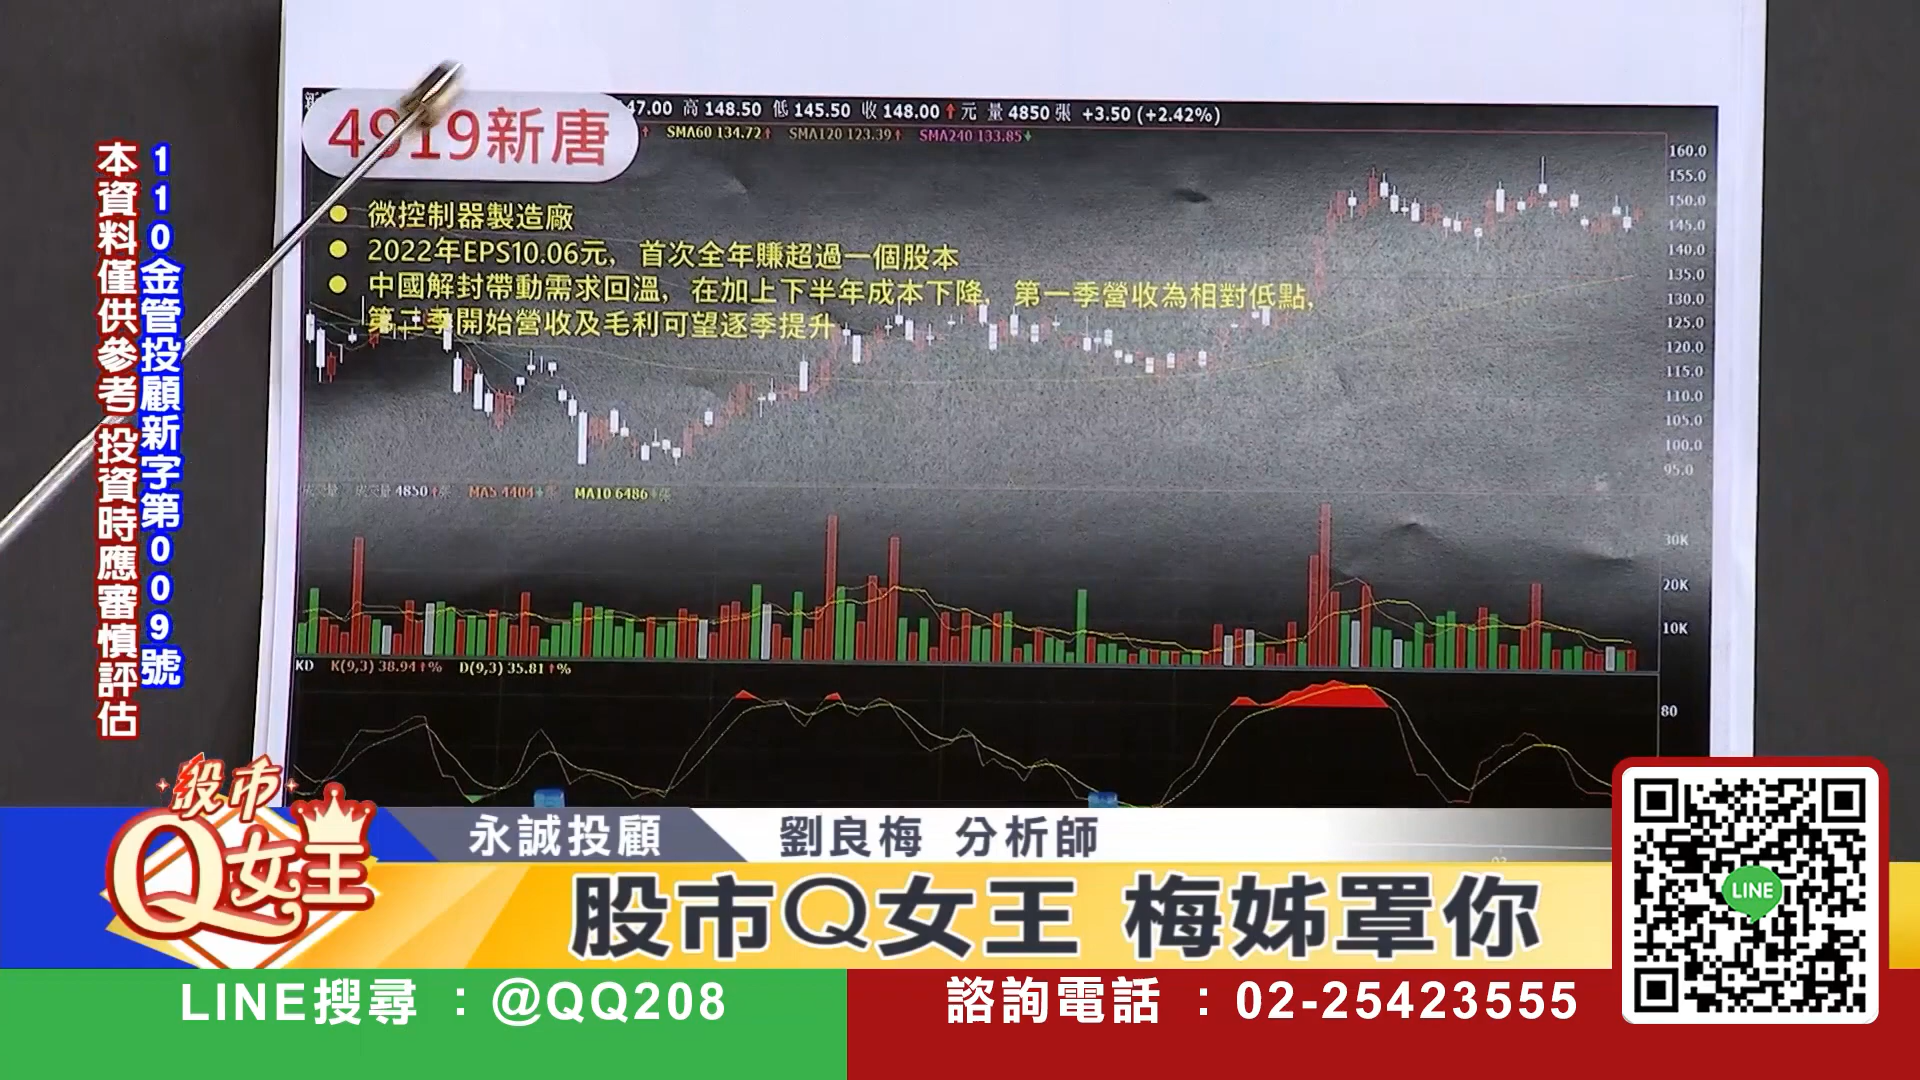 47.00 高 148.50 低 145.50 收 148.00↑元 量 4850 張 +3.50 (+2.42%)
4919新唐
SMA60 134.72↑ SMA120 123.39↑ SMA240 133.85↓
微控制器製造廠
2022年EPS10.06元，首次全年賺超過一個股本
中國解封帶動需求回溫，在加上下半年成本下降，第一季營收為相對低點，
第二季開始營收及毛利可望逐季提升
160.0
155.0
150.0
145.0
140.0
135.0
130.0
125.0
120.0
115.0
110.0
105.0
100.0
95.0
成交量 成交量 4850↑張 MA5 4404↓張 MA10 6486↓張
30K
20K
10K
KD K(9,3) 38.94↑% D(9,3) 35.81↑%
80
110金管投顧新字第009號
本資料僅供參考 投資時應審慎評估
股市
Q女王
永誠投顧
劉良梅 分析師
股市Q女王 梅姊罩你
LINE
LINE搜尋：@QQ208
諮詢電話：02-25423555